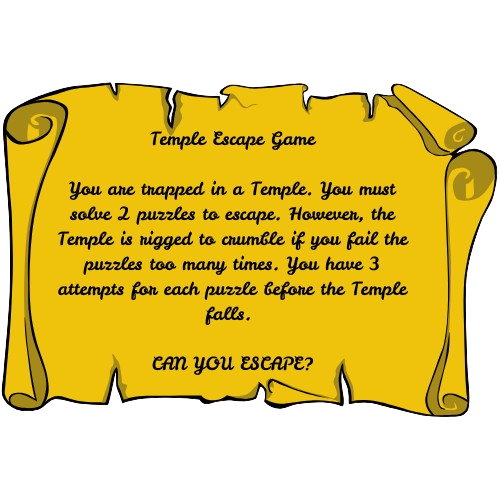 Temple Escape Game
You are trapped in a Temple. You must
solve 2 puzzles to escape. However, the
Temple is rigged to crumble if you fail the
puzzles too many times. You have 3
attempts for each puzzle before the Temple
falls.
CAN YOU ESCAPE?